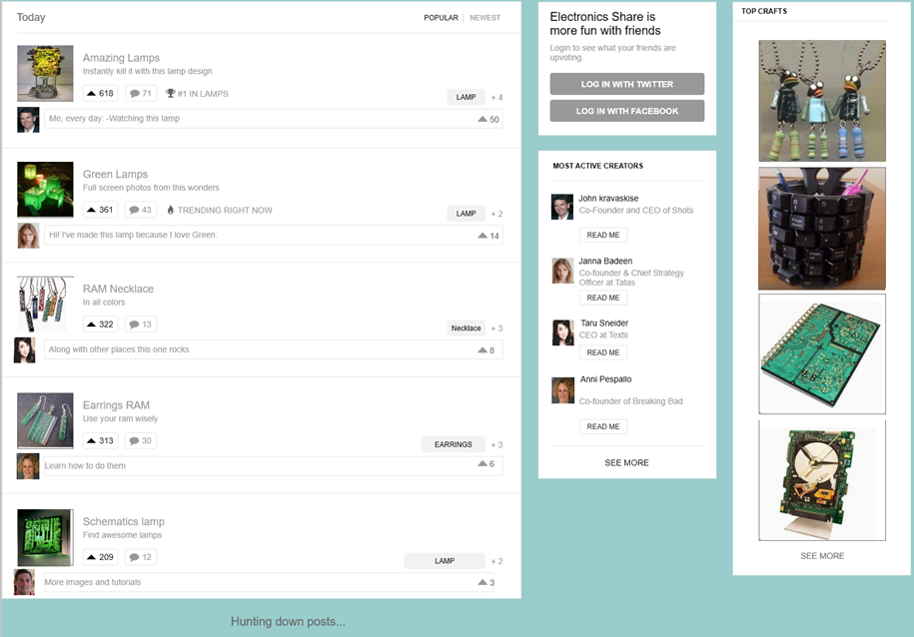 Today
POPULAR | NEWEST
Amazing Lamps
Instantly kill it with this lamp design
618 71 #1 IN LAMPS
LAMP + 4
Me, every day: -Watching this lamp 50
Green Lamps
Full screen photos from this wonders
361 43 TRENDING RIGHT NOW
LAMP + 2
Hi! I've made this lamp because I love Green. 14
RAM Necklace
In all colors
322 13
Necklace + 3
Along with other places this one rocks 8
Earrings RAM
Use your ram wisely
313 30
EARRINGS + 3
Learn how to do them 6
Schematics lamp
Find awesome lamps
209 12
LAMP + 2
More images and tutorials 3
Hunting down posts...
Electronics Share is
more fun with friends
Login to see what your friends are
upvoting.
LOG IN WITH TWITTER
LOG IN WITH FACEBOOK
MOST ACTIVE CREATORS
John kravaskise
Co-Founder and CEO of Shots
READ ME
Janna Badeen
Co-founder & Chief Strategy
Officer at Tatas
READ ME
Taru Sneider
CEO at Textii
READ ME
Anni Pespallo
Co-founder of Breaking Bad
READ ME
SEE MORE
TOP CRAFTS
SEE MORE